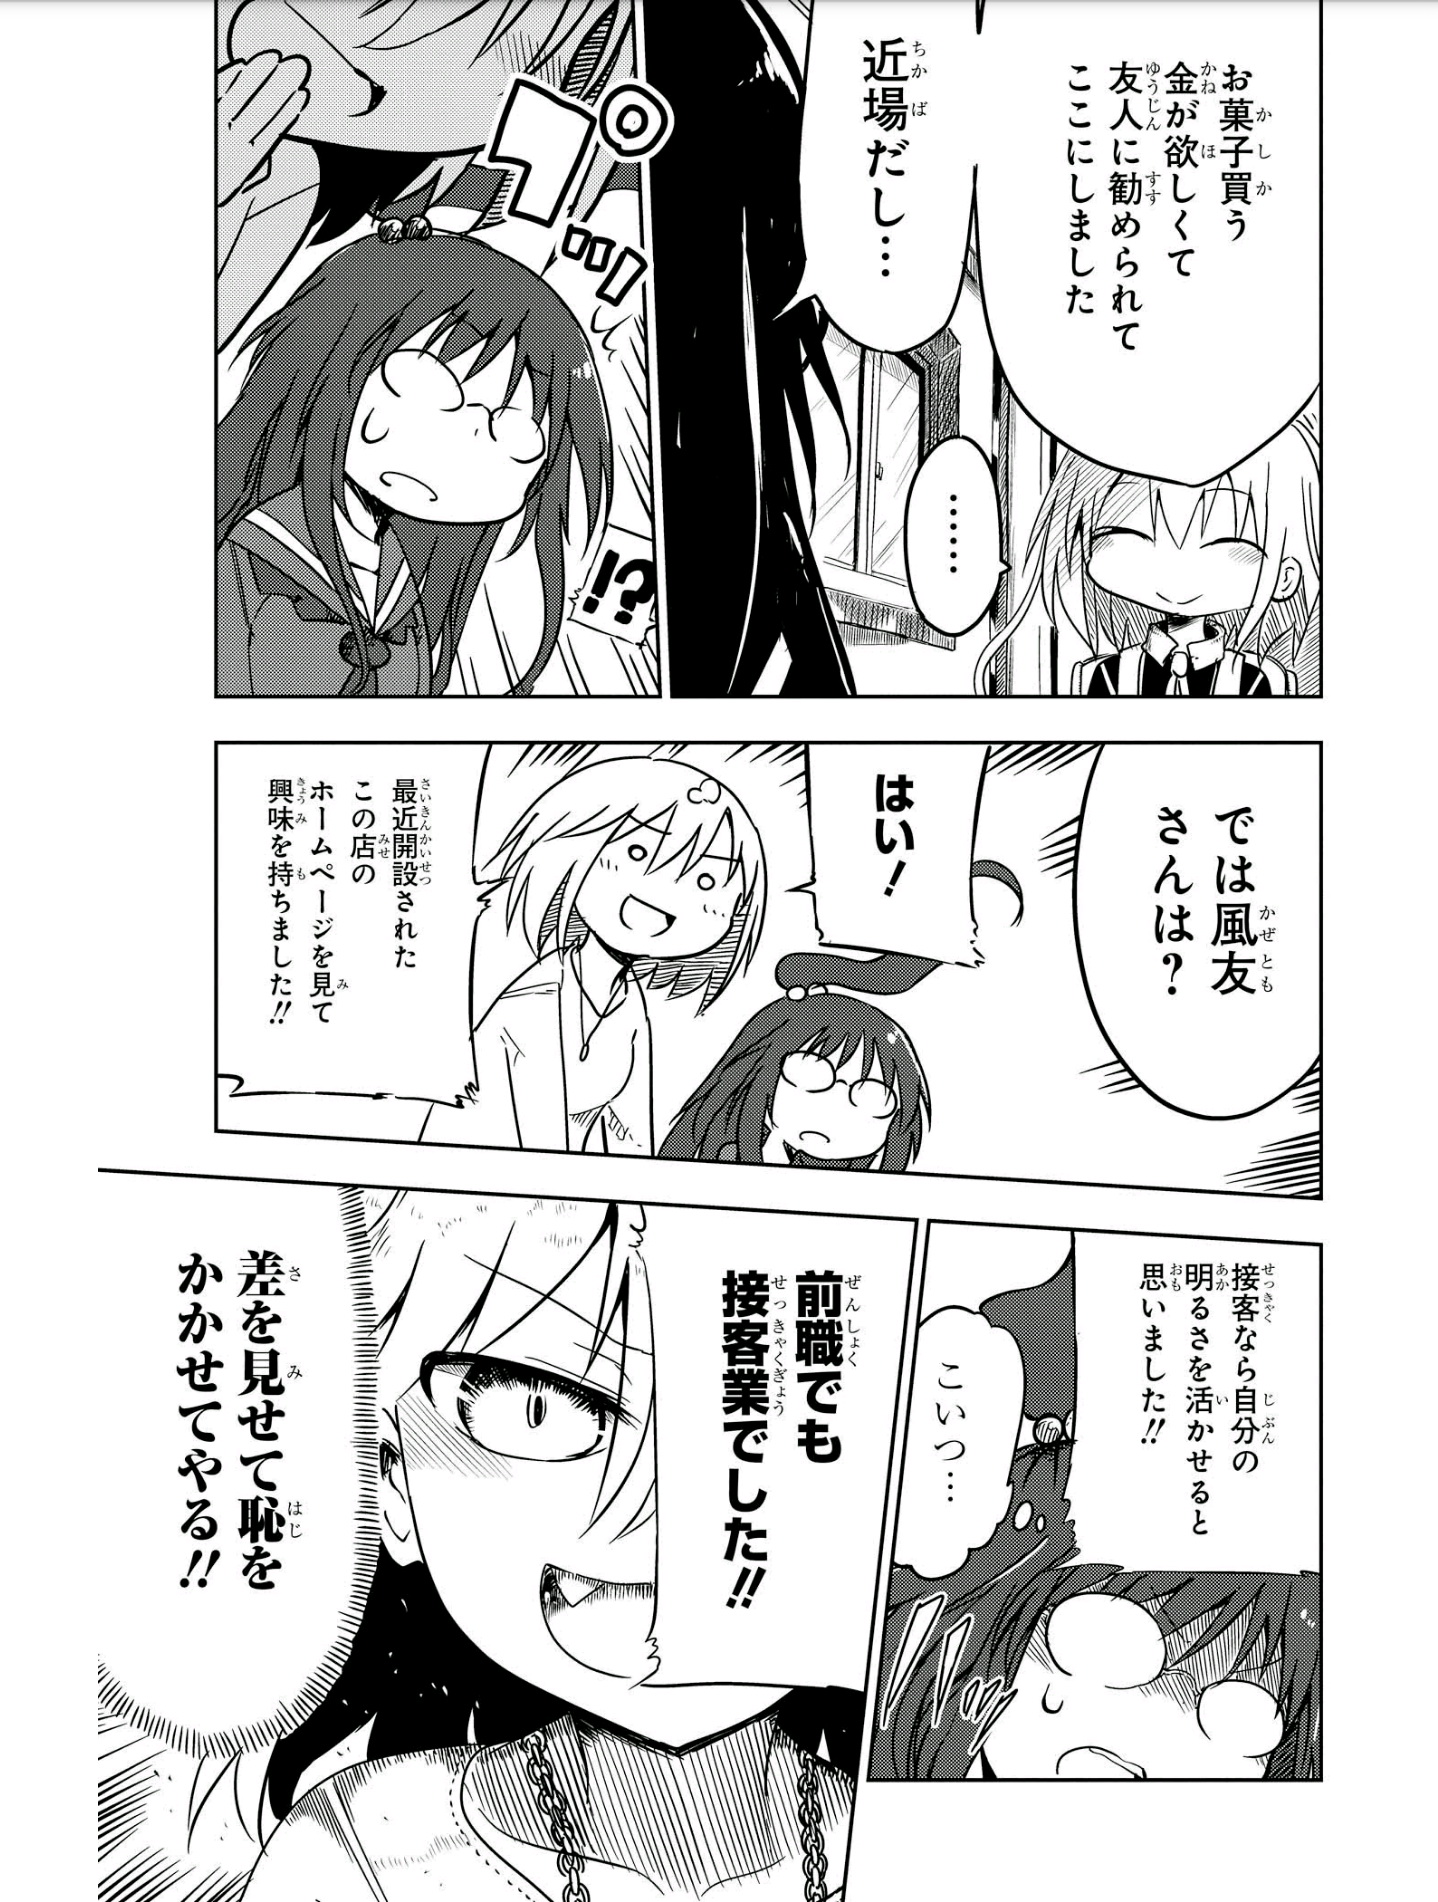 お菓子買う
金が欲しくて
友人に勧められて
ここにしました
近場だし…
……
プッ
!?
では風友
さんは?
はい!
最近開設された
この店の
ホームページを見て
興味を持ちました!!
接客なら自分の
明るさを活かせると
思いました!!
こいつ…
前職でも
接客業でした!!
差を見せて恥を
かかせてやる!!